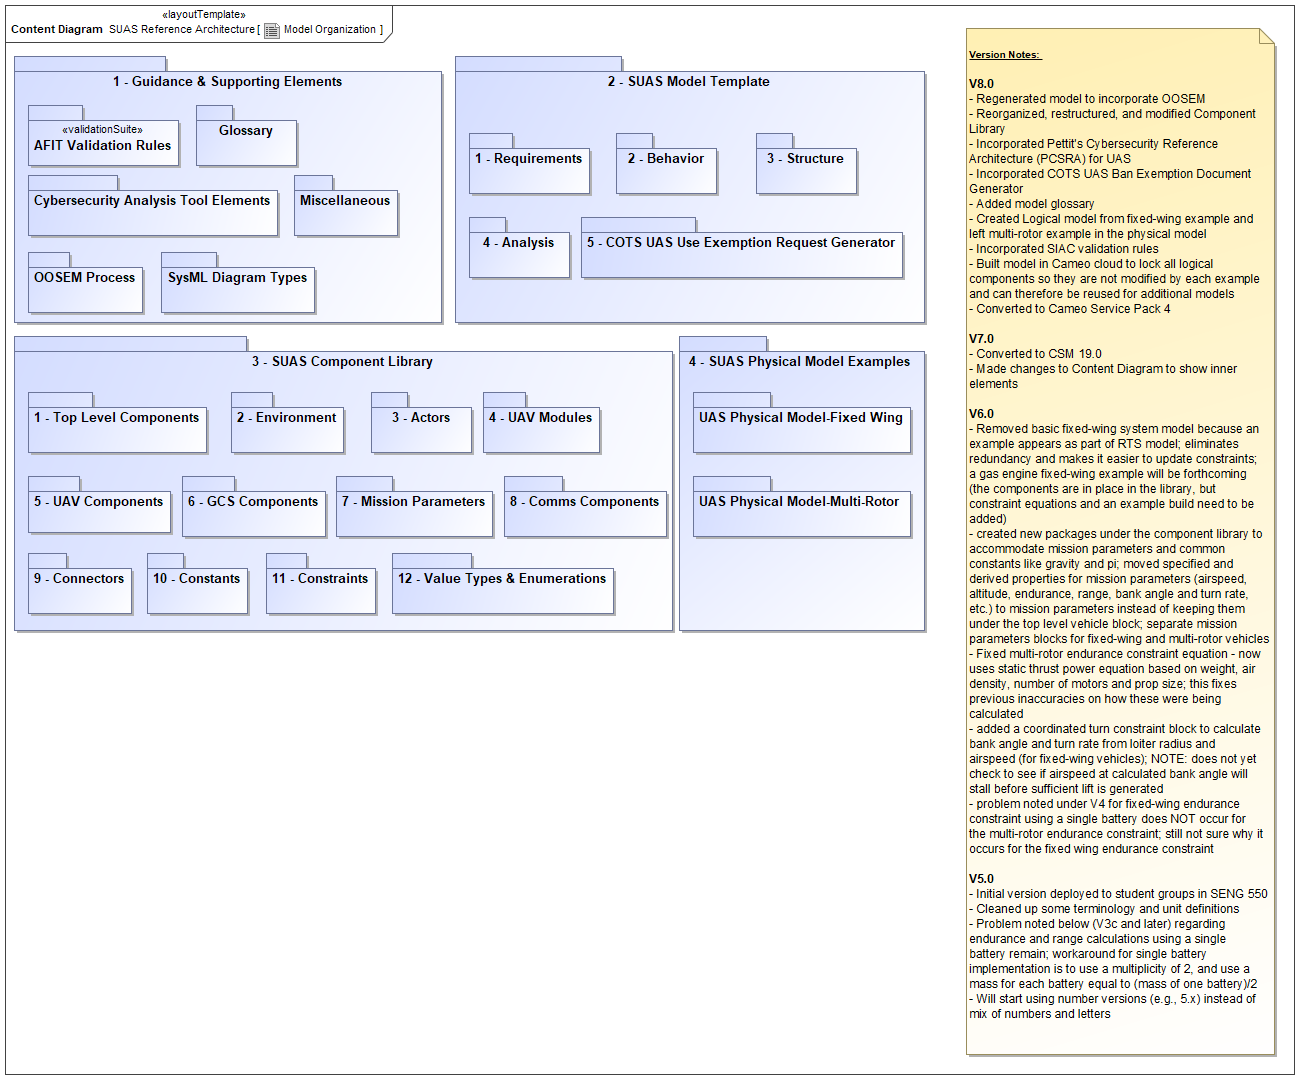 «layoutTemplate»
Content Diagram SUAS Reference Architecture [ Model Organization ]
1 - Guidance & Supporting Elements
«validationSuite»
AFIT Validation Rules
Glossary
Cybersecurity Analysis Tool Elements
Miscellaneous
OOSEM Process
SysML Diagram Types
2 - SUAS Model Template
1 - Requirements
2 - Behavior
3 - Structure
4 - Analysis
5 - COTS UAS Use Exemption Request Generator
3 - SUAS Component Library
1 - Top Level Components
2 - Environment
3 - Actors
4 - UAV Modules
5 - UAV Components
6 - GCS Components
7 - Mission Parameters
8 - Comms Components
9 - Connectors
10 - Constants
11 - Constraints
12 - Value Types & Enumerations
4 - SUAS Physical Model Examples
UAS Physical Model-Fixed Wing
UAS Physical Model-Multi-Rotor
Version Notes:
V8.0
- Regenerated model to incorporate OOSEM
- Reorganized, restructured, and modified Component
Library
- Incorporated Pettit's Cybersecurity Reference
Architecture (PCSRA) for UAS
- Incorporated COTS UAS Ban Exemption Document
Generator
- Added model glossary
- Created Logical model from fixed-wing example and
left multi-rotor example in the physical model
- Incorporated SIAC validation rules
- Built model in Cameo cloud to lock all logical
components so they are not modified by each example
and can therefore be reused for additional models
- Converted to Cameo Service Pack 4
V7.0
- Converted to CSM 19.0
- Made changes to Content Diagram to show inner
elements
V6.0
- Removed basic fixed-wing system model because an
example appears as part of RTS model; eliminates
redundancy and makes it easier to update constraints;
a gas engine fixed-wing example will be forthcoming
(the components are in place in the library, but
constraint equations and an example build need to be
added)
- created new packages under the component library to
accommodate mission parameters and common
constants like gravity and pi; moved specified and
derived properties for mission parameters (airspeed,
altitude, endurance, range, bank angle and turn rate,
etc.) to mission parameters instead of keeping them
under the top level vehicle block; separate mission
parameters blocks for fixed-wing and multi-rotor vehicles
- Fixed multi-rotor endurance constraint equation - now
uses static thrust power equation based on weight, air
density, number of motors and prop size; this fixes
previous inaccuracies on how these were being
calculated
- added a coordinated turn constraint block to calculate
bank angle and turn rate from loiter radius and
airspeed (for fixed-wing vehicles); NOTE: does not yet
check to see if airspeed at calculated bank angle will
stall before sufficient lift is generated
- problem noted under V4 for fixed-wing endurance
constraint using a single battery does NOT occur for
the multi-rotor endurance constraint; still not sure why it
occurs for the fixed wing endurance constraint
V5.0
- Initial version deployed to student groups in SENG 550
- Cleaned up some terminology and unit definitions
- Problem noted below (V3c and later) regarding
endurance and range calculations using a single
battery remain; workaround for single battery
implementation is to use a multiplicity of 2, and use a
mass for each battery equal to (mass of one battery)/2
- Will start using number versions (e.g., 5.x) instead of
mix of numbers and letters